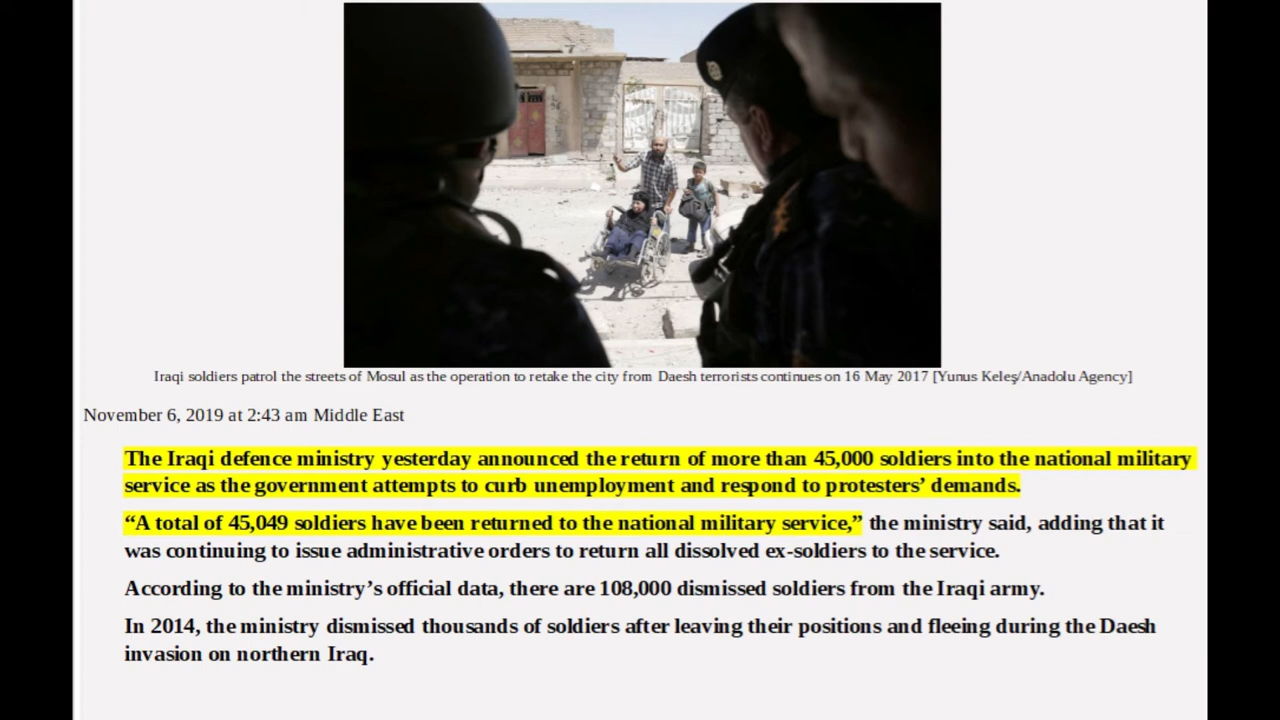 Iraqi soldiers patrol the streets of Mosul as the operation to retake the city from Daesh terrorists continues on 16 May 2017 [Yunus Keleş/Anadolu Agency]
November 6, 2019 at 2:43 am Middle East
The Iraqi defence ministry yesterday announced the return of more than 45,000 soldiers into the national military
service as the government attempts to curb unemployment and respond to protesters’ demands.
“A total of 45,049 soldiers have been returned to the national military service,” the ministry said, adding that it
was continuing to issue administrative orders to return all dissolved ex-soldiers to the service.
According to the ministry’s official data, there are 108,000 dismissed soldiers from the Iraqi army.
In 2014, the ministry dismissed thousands of soldiers after leaving their positions and fleeing during the Daesh
invasion on northern Iraq.